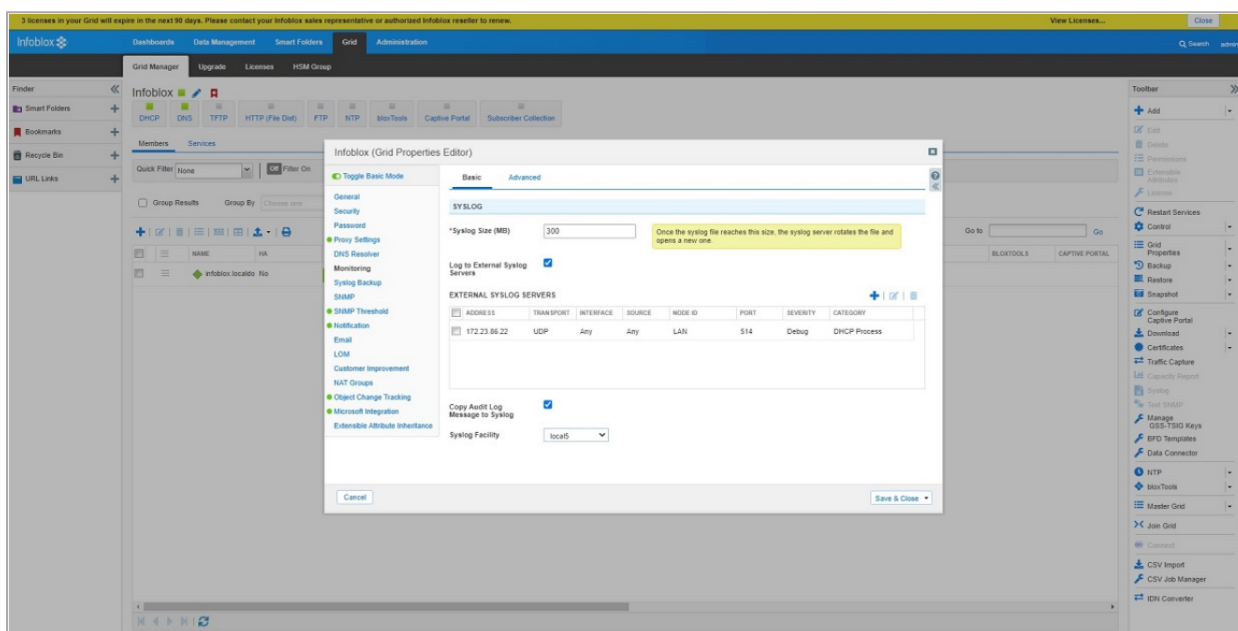 3 licenses in your Grid will expire in the next 90 days. Please contact your Infoblox sales representative or authorized Infoblox reseller to renew.
View Licenses...
Close
Infoblox
Dashboards
Data Management
Smart Folders
Grid
Administration
Search
admin
Grid Manager
Upgrade
Licenses
HSM Group
Finder
Smart Folders
Bookmarks
Recycle Bin
URL Links
Infoblox
DHCP
DNS
TFTP
HTTP (File Dist)
FTP
NTP
bloxTools
Captive Portal
Subscriber Collection
Members
Services
Quick Filter
None
Off
Filter On
Group Results
Group By
Choose one
Go to
Go
NAME
HA
BLOXTOOLS
CAPTIVE PORTAL
infoblox.localdo
No
Infoblox (Grid Properties Editor)
Toggle Basic Mode
General
Security
Password
Proxy Settings
DNS Resolver
Monitoring
Syslog Backup
SNMP
SNMP Threshold
Notification
Email
LOM
Customer Improvement
NAT Groups
Object Change Tracking
Microsoft Integration
Extensible Attribute Inheritance
Basic
Advanced
SYSLOG
*Syslog Size (MB)
300
Once the syslog file reaches this size, the syslog server rotates the file and
opens a new one.
Log to External Syslog
Servers
EXTERNAL SYSLOG SERVERS
ADDRESS TRANSPORT INTERFACE SOURCE NODE ID PORT SEVERITY CATEGORY
172.23.86.22 UDP Any Any LAN 514 Debug DHCP Process
Copy Audit Log
Message to Syslog
Syslog Facility
local5
Cancel
Save & Close
Toolbar
Add
Edit
Delete
Permissions
Extensible
Attributes
License
Restart Services
Control
Grid
Properties
Backup
Restore
Snapshot
Configure
Captive Portal
Download
Certificates
Traffic Capture
Capacity Report
Syslog
Test SNMP
Manage
GSS-TSIG Keys
BFD Templates
Data Connector
NTP
bloxTools
Master Grid
Join Grid
Connect
CSV Import
CSV Job Manager
IDN Converter